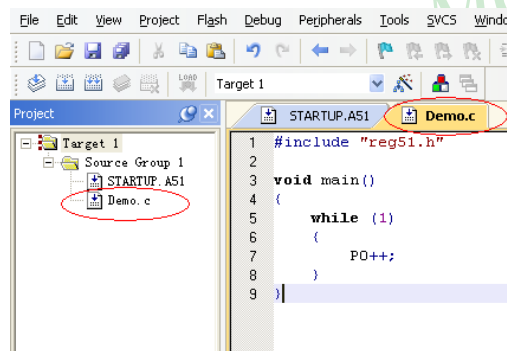 File Edit View Project Flash Debug Peripherals Tools SVCS
Target 1
Project
STARTUP.A51 Demo.c
Target 1
Source Group 1
STARTUP.A51
Demo.c
1 #include "reg51.h"
2
3 void main()
4 {
5 while (1)
6 {
7 P0++;
8 }
9 }